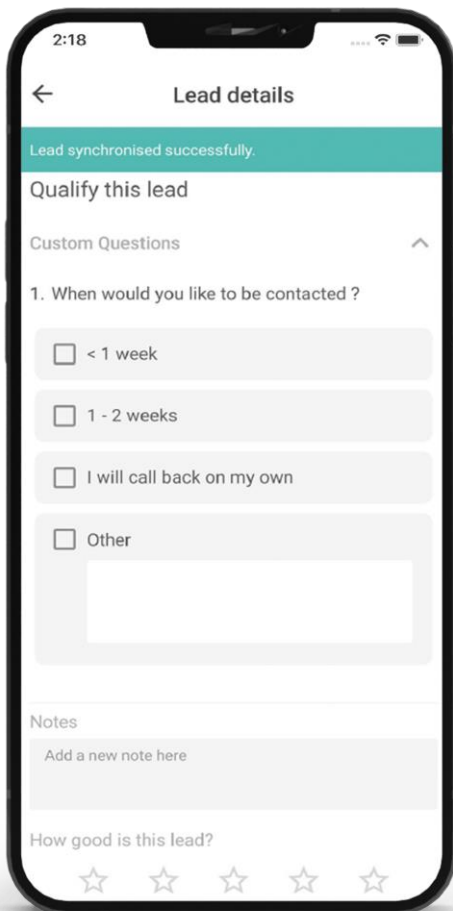 2:18
Lead details
Lead synchronised successfully.
Qualify this lead
Custom Questions
1. When would you like to be contacted ?
< 1 week
1 - 2 weeks
I will call back on my own
Other
Notes
Add a new note here
How good is this lead?